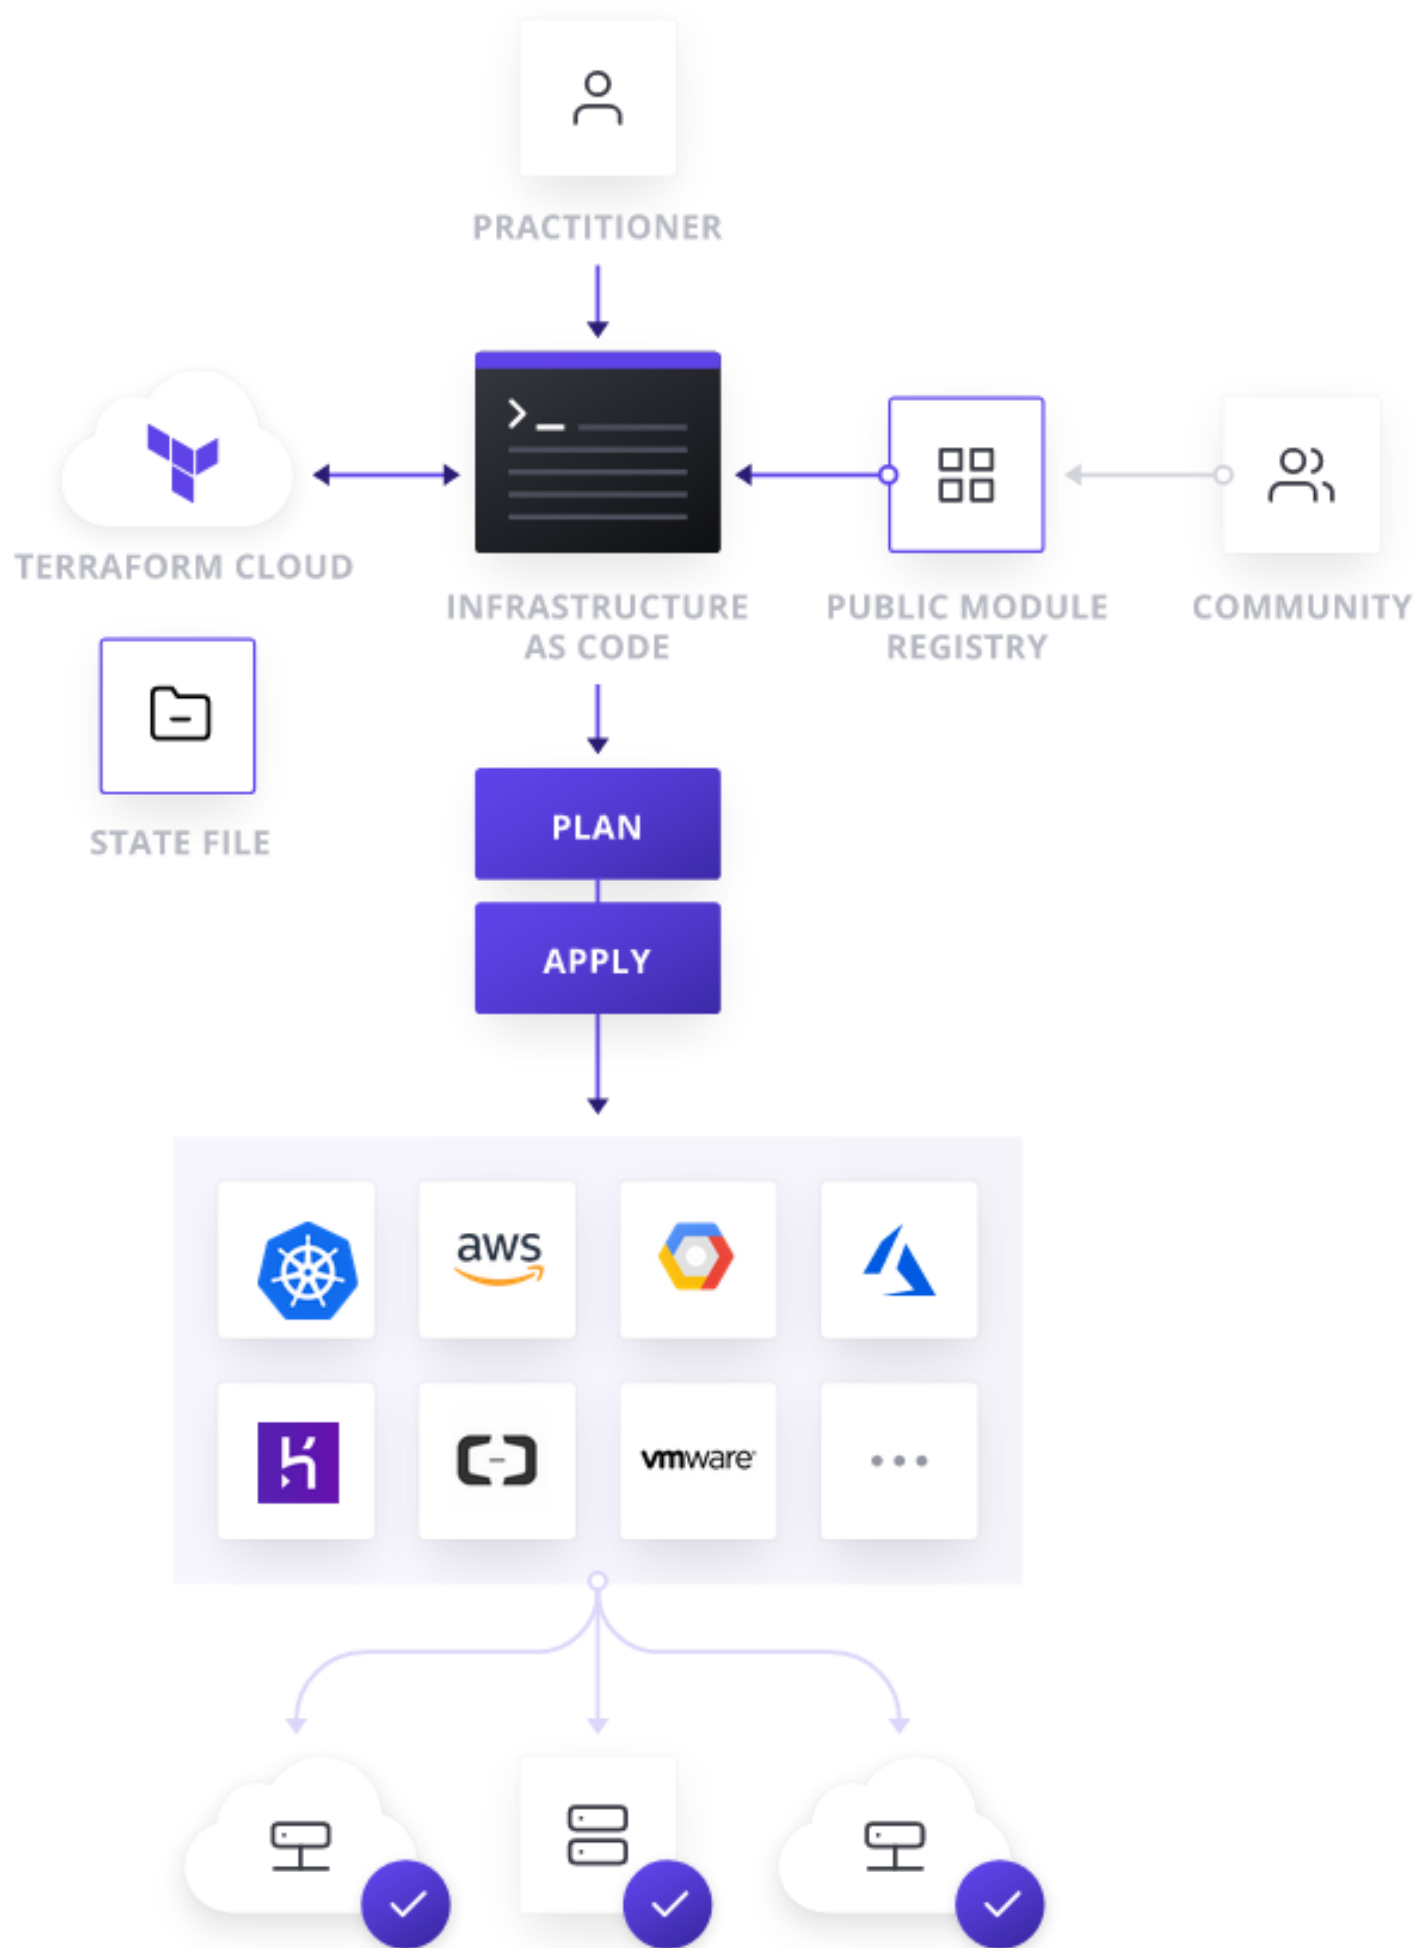 PRACTITIONER
TERRAFORM CLOUD
INFRASTRUCTURE
AS CODE
PUBLIC MODULE
REGISTRY
COMMUNITY
STATE FILE
PLAN
APPLY
aws
vmware